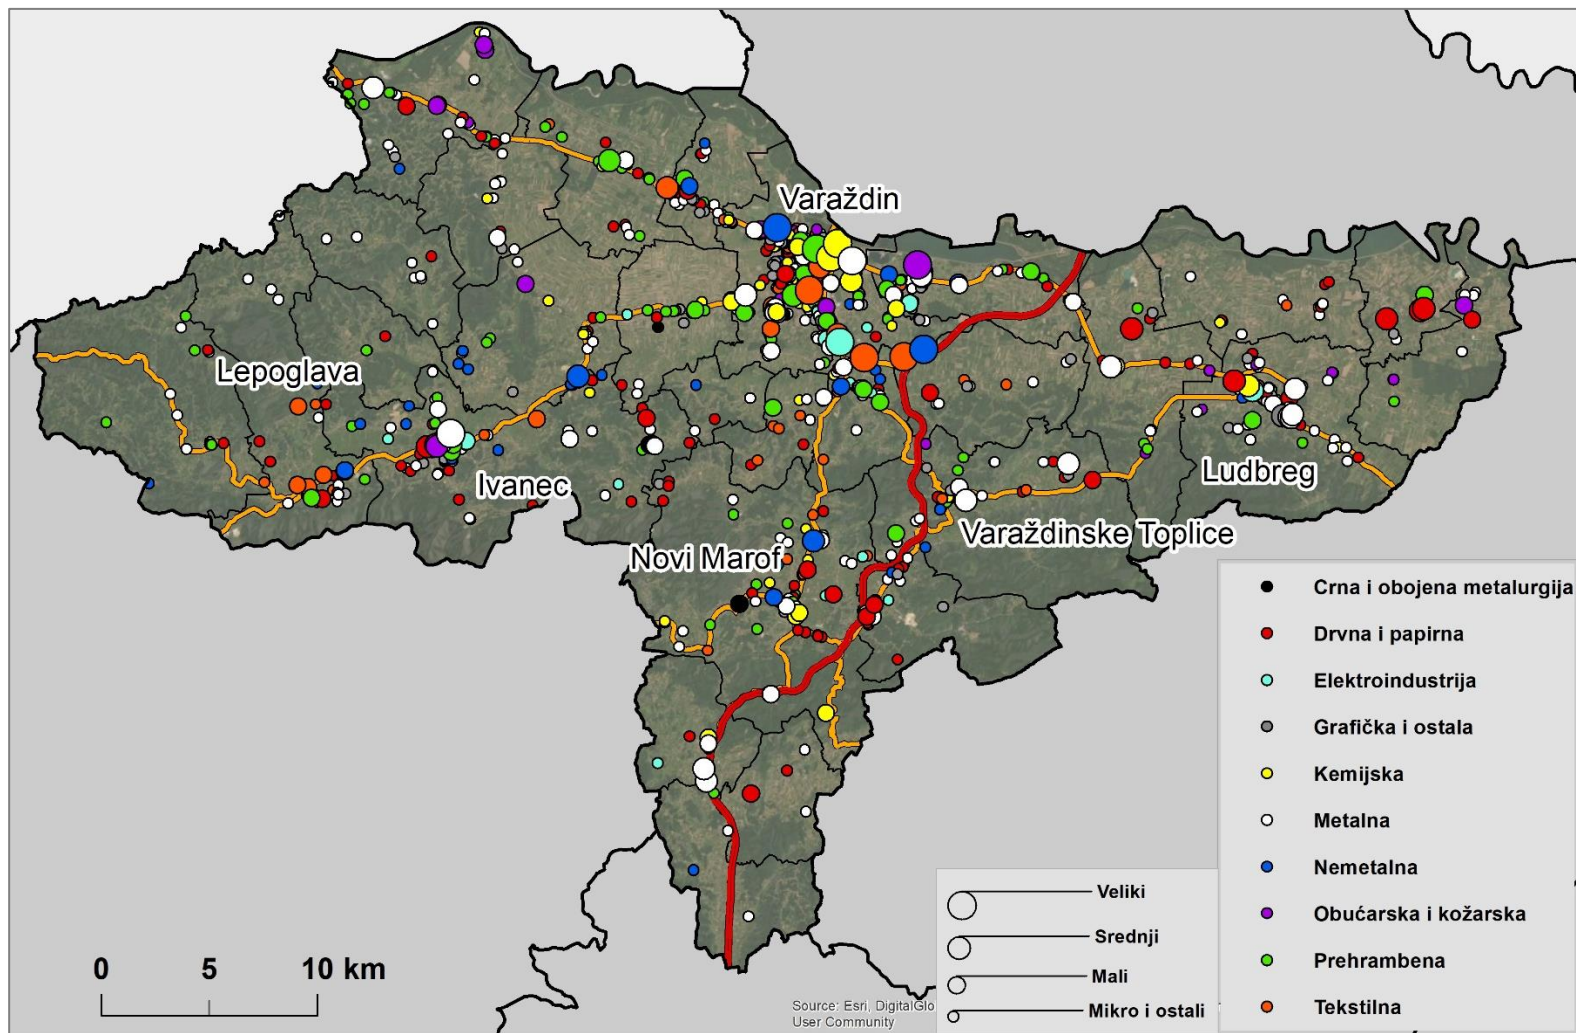 Varaždin
Lepoglava
Ivanec
Ludbreg
Varaždinske Toplice
Novi Marof
Crna i obojena metalurgija
Drvna i papirna
Elektroindustrija
Grafička i ostala
Kemijska
Metalna
Nemetalna
Obućarska i kožarska
Prehrambena
Tekstilna
Veliki
Srednji
Mali
Mikro i ostali
0 5 10 km
Source: Esri, DigitalGlo
User Community